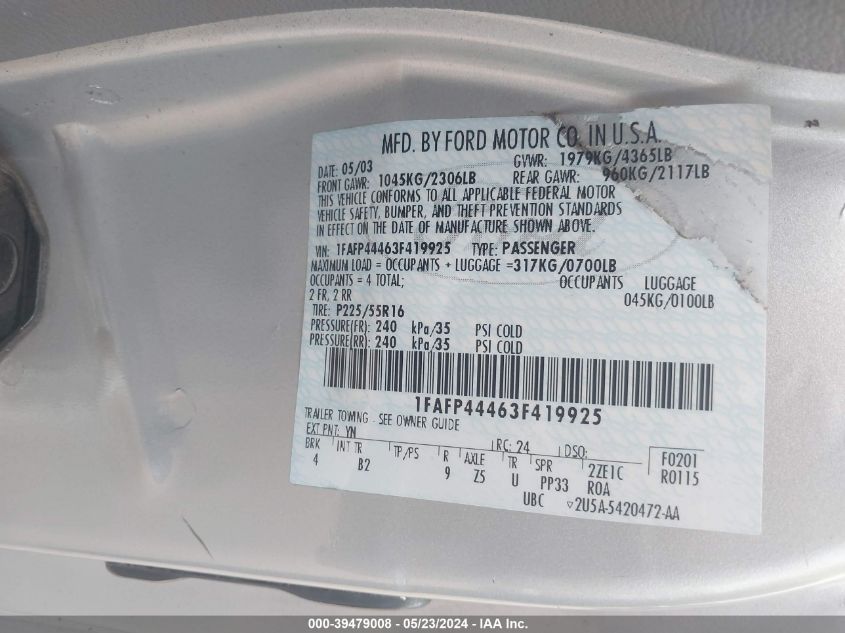 MFD. BY FORD MOTOR CO. IN U.S.A.
DATE: 05/03 GVWR: 1979KG/4365LB
FRONT GAWR: 1045KG/2306LB REAR GAWR: 960KG/2117LB
THIS VEHICLE CONFORMS TO ALL APPLICABLE FEDERAL MOTOR
VEHICLE SAFETY, BUMPER, AND THEFT PREVENTION STANDARDS
IN EFFECT ON THE DATE OF MANUFACTURE SHOWN ABOVE.
VIN: 1FAFP44463F419925 TYPE: PASSENGER
MAXIMUM LOAD = OCCUPANTS + LUGGAGE =317KG/0700LB
OCCUPANTS = 4 TOTAL; OCCUPANTS LUGGAGE
2 FR, 2 RR 045KG/0100LB
TIRE: P225/55R16
PRESSURE(FR): 240 kPa/35 PSI COLD
PRESSURE(RR): 240 kPa/35 PSI COLD
1FAFP44463F419925
TRAILER TOWING - SEE OWNER GUIDE
EXT PNT: YN RC: 24 DSO: F0201
BRK INT TR TP/PS R AXLE TR SPR 2ZE1C R0115
4 B2 9 Z5 U PP33 ROA
UBC ▽2U5A-5420472-AA
000-39479008 - 05/23/2024 - IAA Inc.